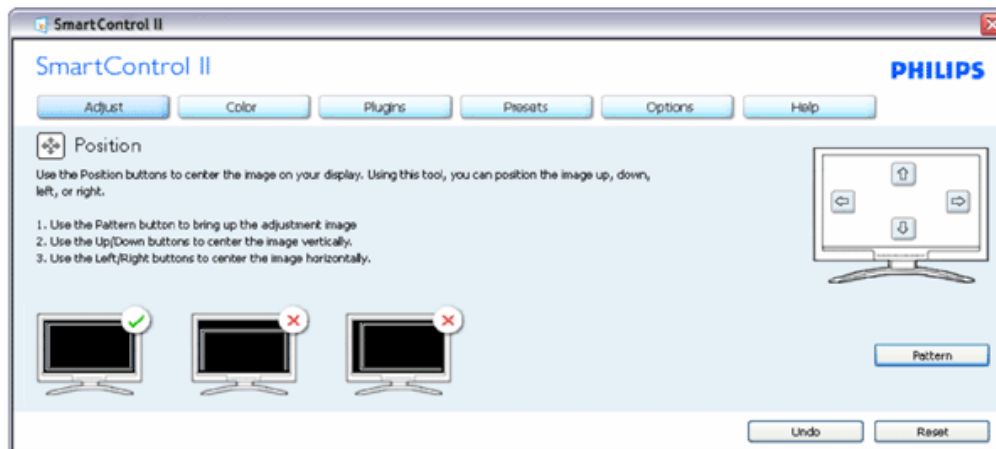 SmartControl II
SmartControl II
PHILIPS
Adjust Color Plugins Presets Options Help
Position
Use the Position buttons to center the image on your display. Using this tool, you can position the image up, down,
left, or right.
1. Use the Pattern button to bring up the adjustment image
2. Use the Up/Down buttons to center the image vertically.
3. Use the Left/Right buttons to center the image horizontally.
Pattern
Undo Reset